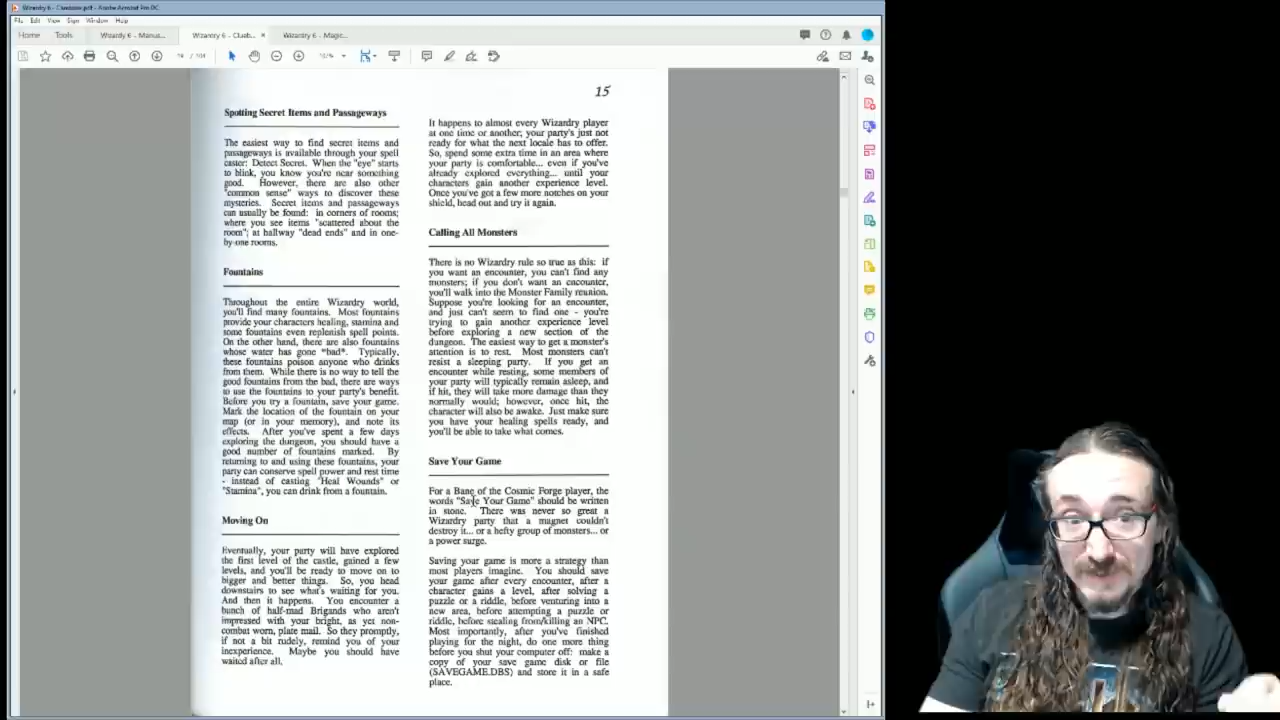 Wizardry 6 - Cluebook.pdf - Adobe Acrobat Pro DC
File Edit View Sign Window Help
Home Tools Wizardry 6 - Manua... Wizardry 6 - Clueb... × Wizardry 6 - Magic...
15
Spotting Secret Items and Passageways
The easiest way to find secret items and
passageways is available through your spell
caster: Detect Secret. When the "eye" starts
to blink, you know you're near something
good. However, there are also other
"common sense" ways to discover these
mysteries. Secret items and passageways
can usually be found: in corners of rooms;
where you see items "scattered about the
room"; at hallway "dead ends" and in one-
by-one rooms.
Fountains
Throughout the entire Wizardry world,
you'll find many fountains. Most fountains
provide your characters healing, stamina and
some fountains even replenish spell points.
On the other hand, there are also fountains
whose water has gone *bad*. Typically,
these fountains poison anyone who drinks
from them. While there is no way to tell the
good fountains from the bad, there are ways
to use the fountains to your party's benefit.
Before you try a fountain, save your game.
Mark the location of the fountain on your
map (or in your memory), and note its
effects. After you've spent a few days
exploring the dungeon, you should have a
good number of fountains marked. By
returning to and using these fountains, your
party can conserve spell power and rest time
- instead of casting "Heal Wounds" or
"Stamina", you can drink from a fountain.
Moving On
Eventually, your party will have explored
the first level of the castle, gained a few
levels, and you'll be ready to move on to
bigger and better things. So, you head
downstairs to see what's waiting for you.
And then it happens. You encounter a
bunch of half-mad Brigands who aren't
impressed with your bright, as yet non-
combat worn, plate mail. So they promptly,
if not a bit rudely, remind you of your
inexperience. Maybe you should have
waited after all.
It happens to almost every Wizardry player
at one time or another; your party's just not
ready for what the next locale has to offer.
So, spend some extra time in an area where
your party is comfortable... even if you've
already explored everything... until your
characters gain another experience level.
Once you've got a few more notches on your
shield, head out and try it again.
Calling All Monsters
There is no Wizardry rule so true as this: if
you want an encounter, you can't find any
monsters; if you don't want an encounter,
you'll walk into the Monster Family reunion.
Suppose you're looking for an encounter,
and just can't seem to find one - you're
trying to gain another experience level
before exploring a new section of the
dungeon. The easiest way to get a monster's
attention is to rest. Most monsters can't
resist a sleeping party. If you get an
encounter while resting, some members of
your party will typically remain asleep, and
if hit, they will take more damage than they
normally would; however, once hit, the
character will also be awake. Just make sure
you have your healing spells ready, and
you'll be able to take what comes.
Save Your Game
For a Bane of the Cosmic Forge player, the
words "Save Your Game" should be written
in stone. There was never so great a
Wizardry party that a magnet couldn't
destroy it... or a hefty group of monsters... or
a power surge.
Saving your game is more a strategy than
most players imagine. You should save
your game after every encounter, after a
character gains a level, after solving a
puzzle or a riddle, before venturing into a
new area, before attempting a puzzle or
riddle, before stealing from/killing an NPC.
Most importantly, after you've finished
playing for the night, do one more thing
before you shut your computer off: make a
copy of your save game disk or file
(SAVEGAME.DBS) and store it in a safe
place.